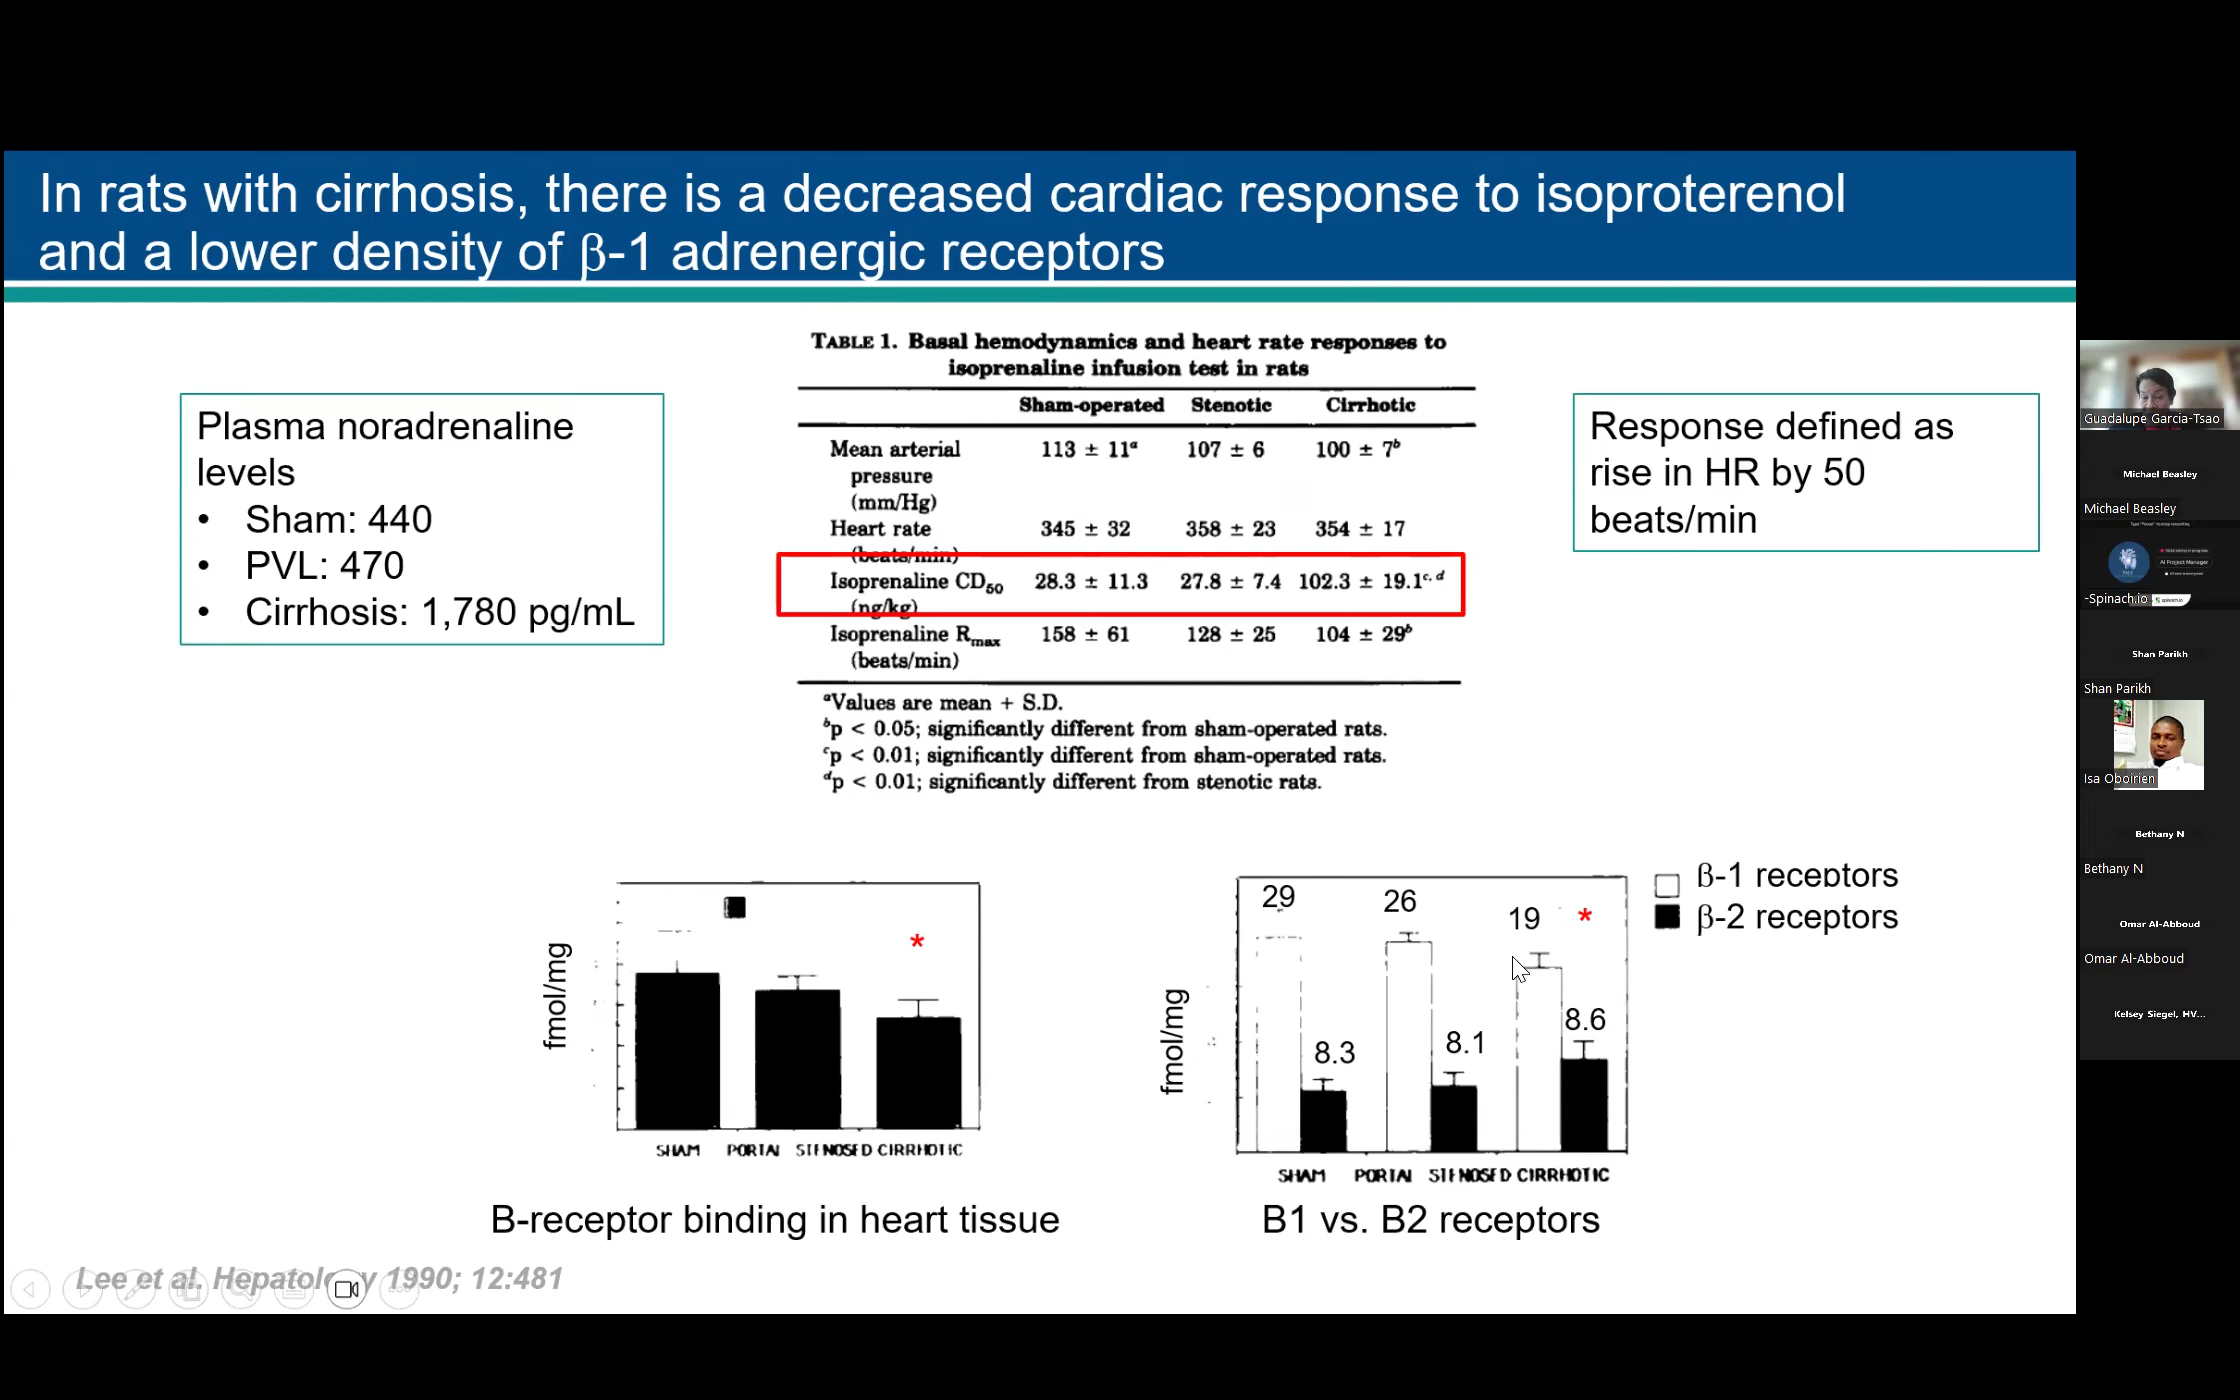 In rats with cirrhosis, there is a decreased cardiac response to isoproterenol
and a lower density of β-1 adrenergic receptors
Plasma noradrenaline
levels
• Sham: 440
• PVL: 470
• Cirrhosis: 1,780 pg/mL
TABLE 1. Basal hemodynamics and heart rate responses to
isoprenaline infusion test in rats
Sham-operated Stenotic Cirrhotic
Mean arterial 113 ± 11a 107 ± 6 100 ± 7b
pressure
(mm/Hg)
Heart rate 345 ± 32 358 ± 23 354 ± 17
(beats/min)
Isoprenaline CD50 28.3 ± 11.3 27.8 ± 7.4 102.3 ± 19.1c, d
(ng/kg)
Isoprenaline Rmax 158 ± 61 128 ± 25 104 ± 29b
(beats/min)
aValues are mean + S.D.
bp < 0.05; significantly different from sham-operated rats.
cp < 0.01; significantly different from sham-operated rats.
dp < 0.01; significantly different from stenotic rats.
Response defined as
rise in HR by 50
beats/min
fmol/mg
*
SHAM PORTAL STENOSED CIRRHOTIC
B-receptor binding in heart tissue
fmol/mg
29 26 19 *
8.3 8.1 8.6
SHAM PORTAL STENOSED CIRRHOTIC
B1 vs. B2 receptors
β-1 receptors
β-2 receptors
Lee et al. Hepatology 1990; 12:481
Guadalupe Garcia-Tsao
Michael Beasley
Michael Beasley
AI Project Manager
-Spinach.io
spinach.io
Shan Parikh
Shan Parikh
Isa Oboirien
Bethany N
Bethany N
Omar Al-Abboud
Omar Al-Abboud
Kelsey Siegel, HV...